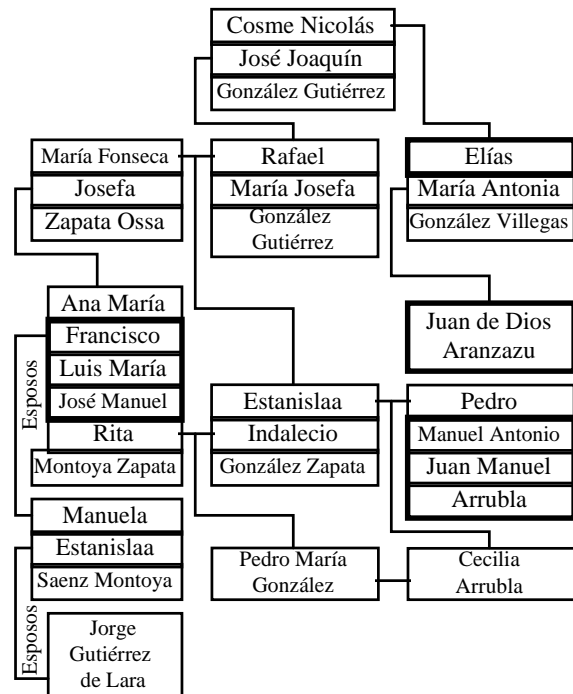 Cosme Nicolás
José Joaquín
González Gutiérrez
María Fonseca
Josefa
Zapata Ossa
Rafael
María Josefa
González
Gutiérrez
Elías
María Antonia
González Villegas
Juan de Dios
Aranzazu
Ana María
Francisco
Luis María
José Manuel
Rita
Montoya Zapata
Esposos
Estanislaa
Indalecio
González Zapata
Pedro
Manuel Antonio
Juan Manuel
Arrubla
Manuela
Estanislaa
Saenz Montoya
Pedro María
González
Cecilia
Arrubla
Esposos
Jorge
Gutiérrez
de Lara